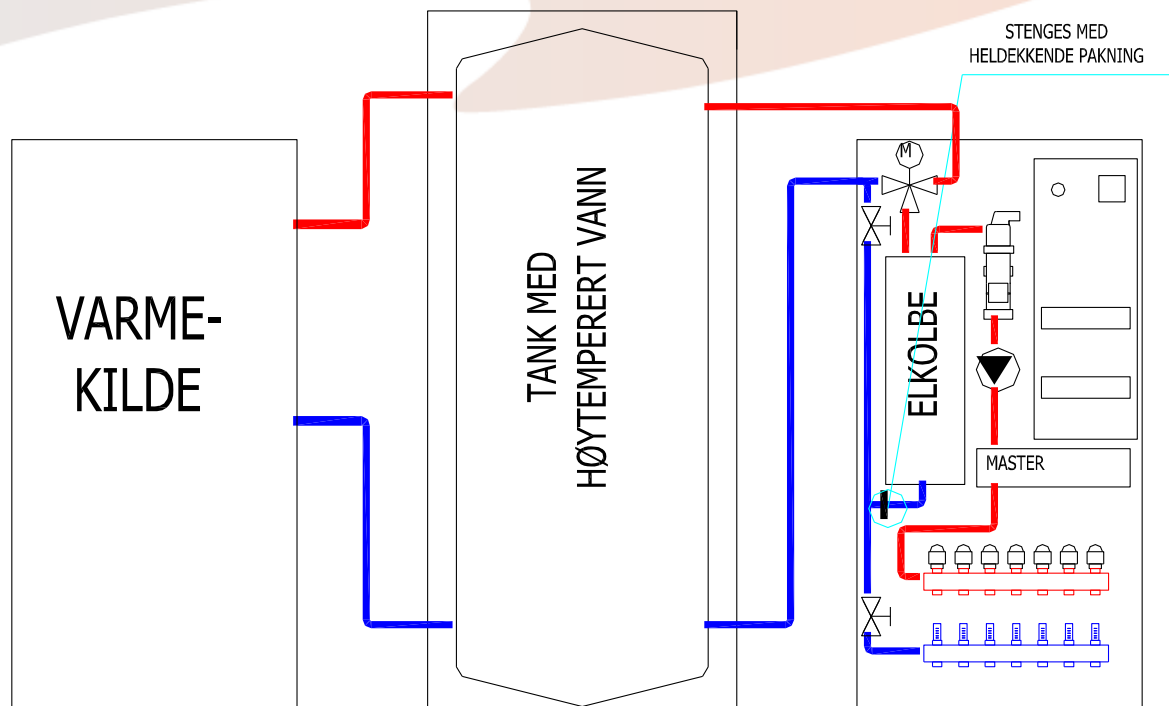 STENGES MED
HELDEKKENDE PAKNING
VARME-
KILDE
TANK MED
HØYTEMPERERT VANN
M
ELKOLBE
MASTER